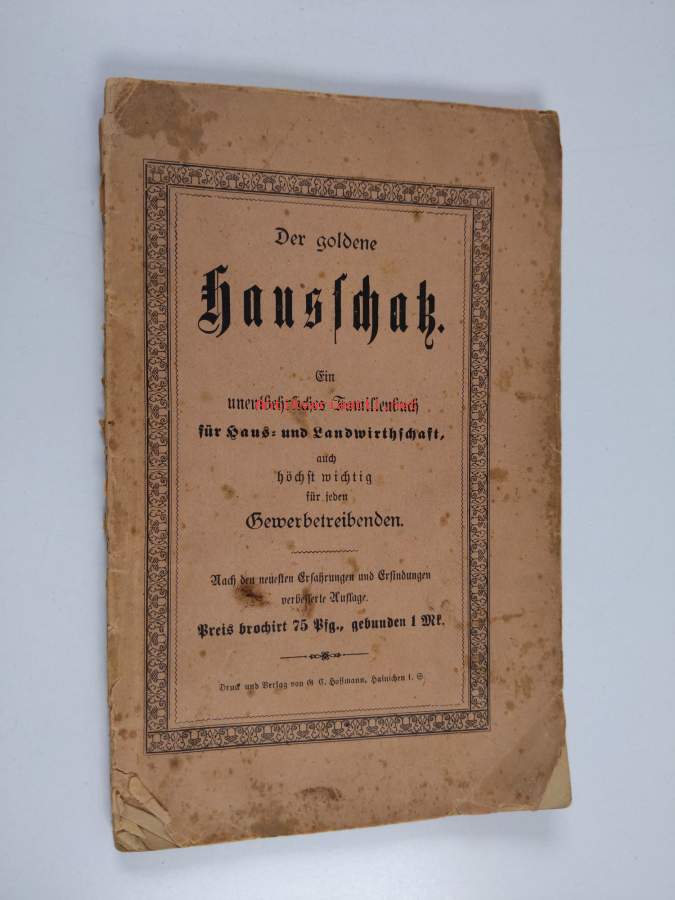 Der goldene
Hausschatz.
Ein
unentbehrliches Familienbuch
für Haus- und Landwirthschaft,
auch
höchst wichtig
für jeden
Gewerbetreibenden.
Nach den neuesten Erfahrungen und Erfindungen
verbesserte Auflage.
Preis brochirt 75 Pfg., gebunden 1 Mk.
Druck und Verlag von G. C. Hoffmann, Hainichen i. S.